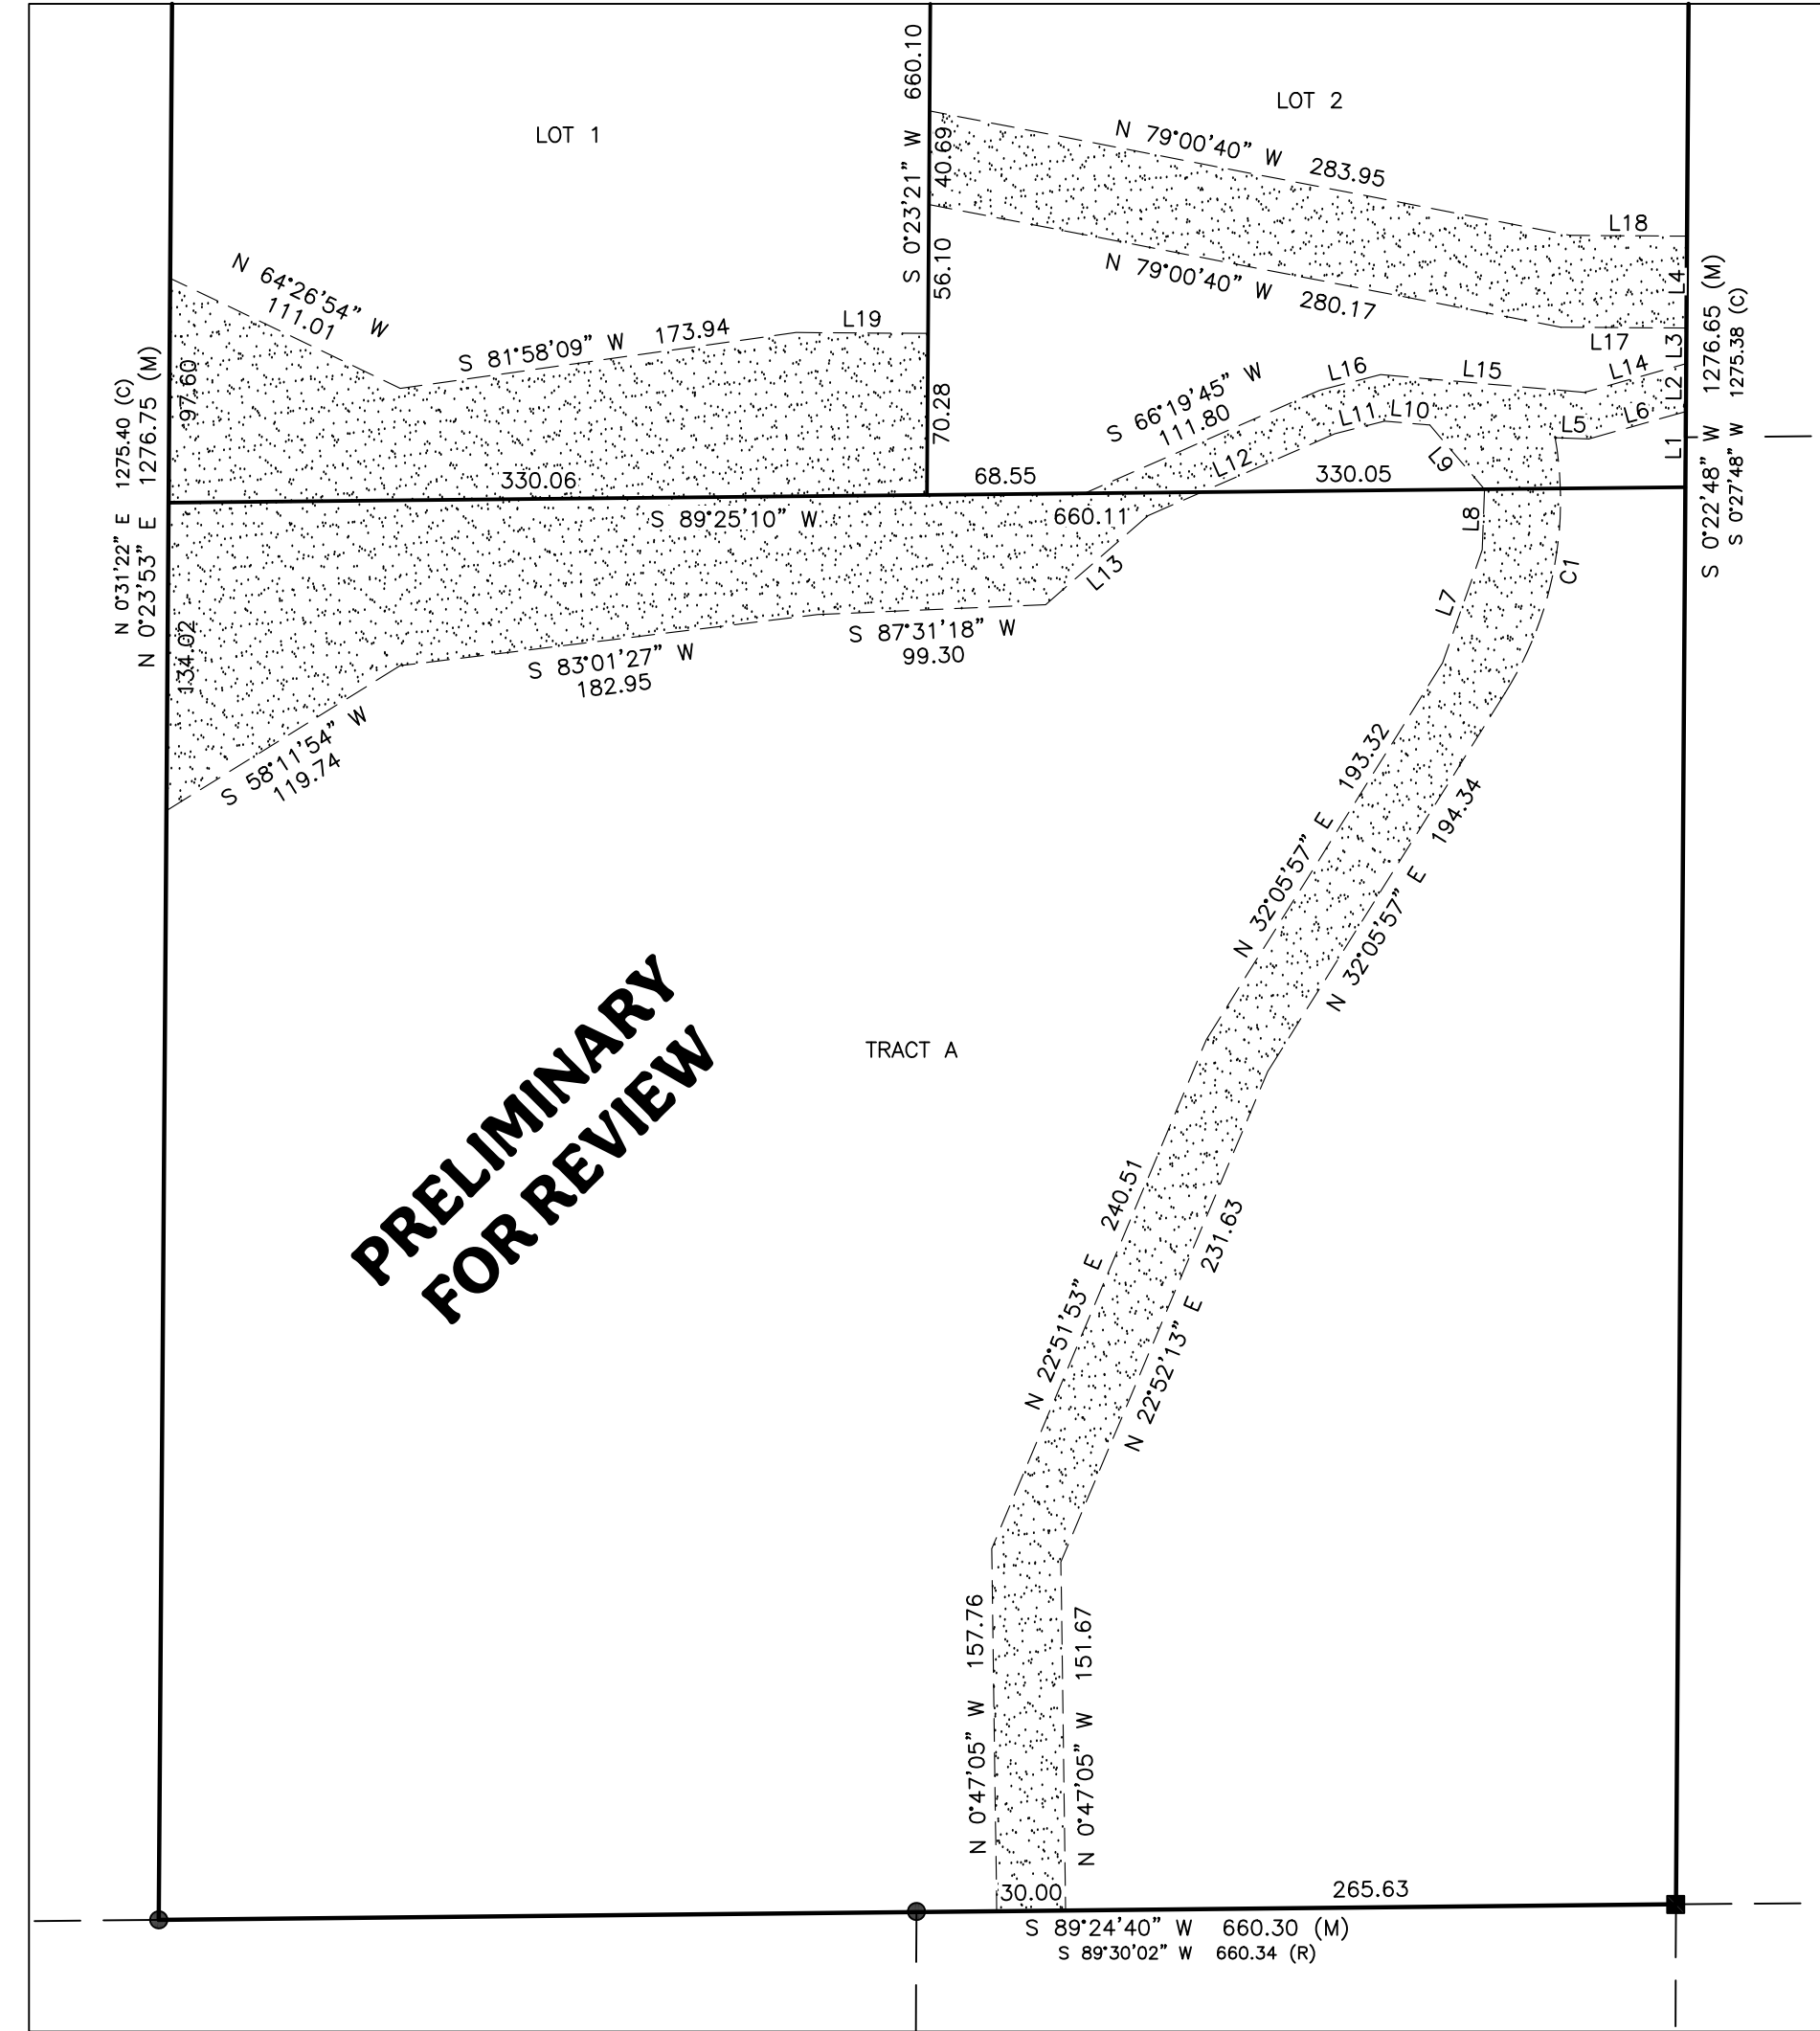 LOT 1
LOT 2
S 0°23'21" W 660.10
40.69
56.10
70.28
N 79°00'40" W 283.95
N 79°00'40" W 280.17
L18
L4
L17
L3
L14
L2
L6
L1
L5
L15
L16
L10
L11
L9
L12
S 66°19'45" W
111.80
N 64°26'54" W
111.01
S 81°58'09" W 173.94
L19
97.60
N 0°31'22" E 1275.40 (C)
N 0°23'53" E 1276.75 (M)
S 0°22'48" W 1276.65 (M)
S 0°27'48" W 1275.38 (C)
330.06
68.55
330.05
S 89°25'10" W
660.11
L8
C1
L7
L13
134.02
S 87°31'18" W
99.30
S 83°01'27" W
182.95
S 58°11'54" W
119.74
N 32°05'57" E 193.32
N 32°05'57" E 194.34
TRACT A
PRELIMINARY
FOR REVIEW
N 22°51'53" E 240.51
N 22°52'13" E 231.63
N 0°47'05" W 157.76
N 0°47'05" W 151.67
30.00
265.63
S 89°24'40" W 660.30 (M)
S 89°30'02" W 660.34 (R)